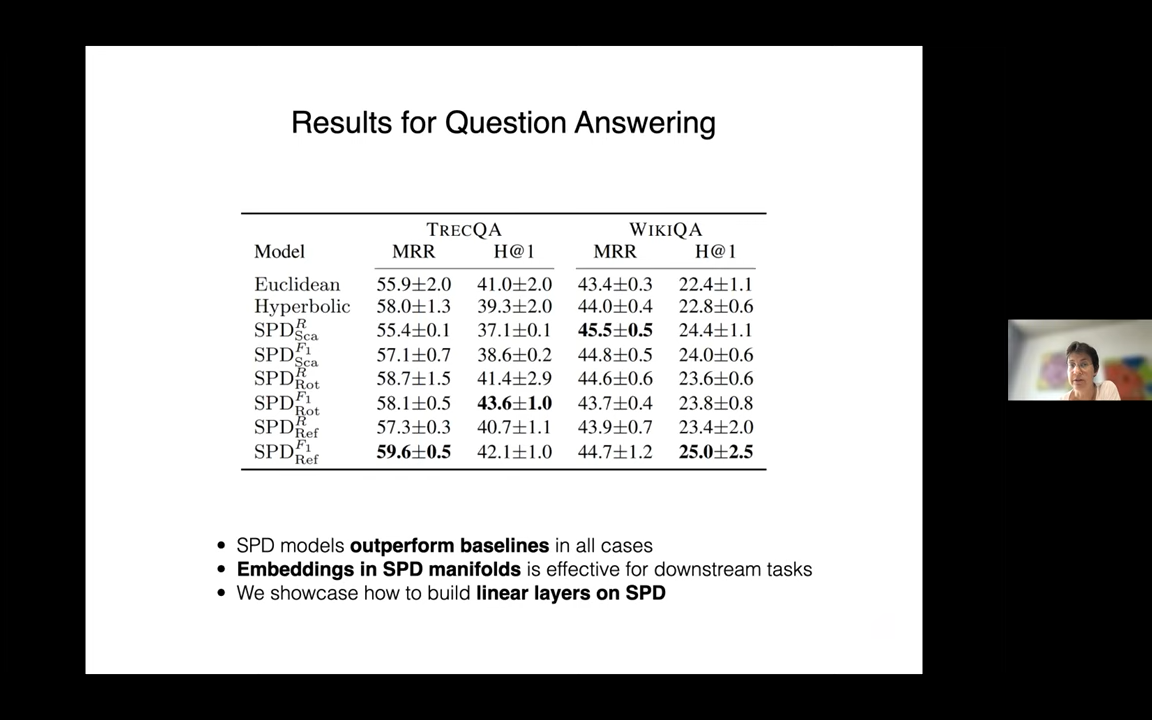 Results for Question Answering
TRECQA WIKIQA
Model MRR H@1 MRR H@1
Euclidean 55.9±2.0 41.0±2.0 43.4±0.3 22.4±1.1
Hyperbolic 58.0±1.3 39.3±2.0 44.0±0.4 22.8±0.6
SPD^R_Sca 55.4±0.1 37.1±0.1 45.5±0.5 24.4±1.1
SPD^F1_Sca 57.1±0.7 38.6±0.2 44.8±0.5 24.0±0.6
SPD^R_Rot 58.7±1.5 41.4±2.9 44.6±0.6 23.6±0.6
SPD^F1_Rot 58.1±0.5 43.6±1.0 43.7±0.4 23.8±0.8
SPD^R_Ref 57.3±0.3 40.7±1.1 43.9±0.7 23.4±2.0
SPD^F1_Ref 59.6±0.5 42.1±1.0 44.7±1.2 25.0±2.5
• SPD models outperform baselines in all cases
• Embeddings in SPD manifolds is effective for downstream tasks
• We showcase how to build linear layers on SPD